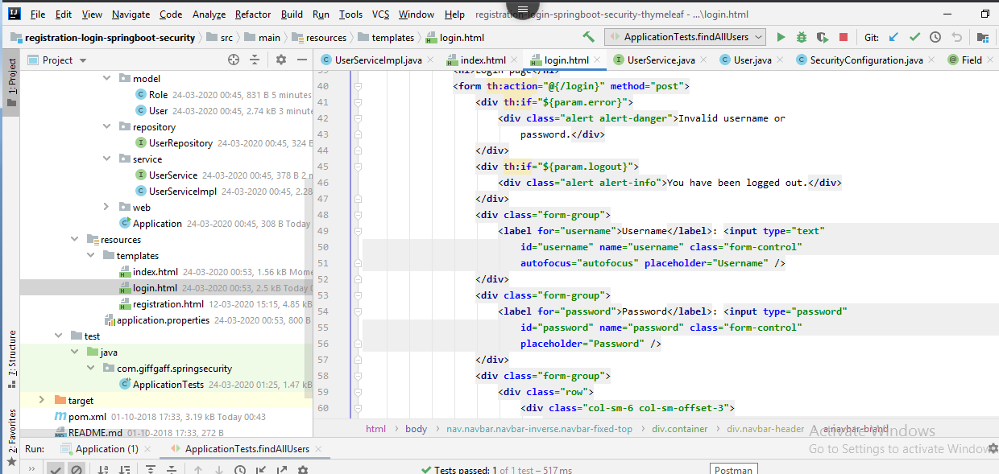 File Edit View Navigate Code Analyze Refactor Build Run Tools VCS Window Help registration-login-springboot-security-thymeleaf - ...\login.html
registration-login-springboot-security src main resources templates login.html ApplicationTests.findAllUsers Git:
1: Project
Project
UserServiceImpl.java index.html login.html UserService.java User.java SecurityConfiguration.java Field
model
Role 24-03-2020 00:45, 831 B 5 minutes
User 24-03-2020 00:45, 2.74 kB 3 minute
repository
UserRepository 24-03-2020 00:45, 324 B
service
UserService 24-03-2020 00:45, 378 B 2 m
UserServiceImpl 24-03-2020 00:45, 2.28
web
Application 24-03-2020 00:45, 308 B Today
resources
templates
index.html 24-03-2020 00:53, 1.56 kB Mome
login.html 24-03-2020 00:53, 2.5 kB Today
registration.html 12-03-2020 15:15, 4.85 kB
application.properties 24-03-2020 00:53, 800 B
test
java
com.giffgaff.springsecurity
ApplicationTests 24-03-2020 01:25, 1.47 kB
target
pom.xml 01-10-2018 17:33, 3.19 kB Today 00:43
README.md 01-10-2018 17:33, 272 B
39 <h1>Login page</h1>
40 <form th:action="@{/login}" method="post">
41 <div th:if="${param.error}">
42 <div class="alert alert-danger">Invalid username or
43 password.</div>
44 </div>
45 <div th:if="${param.logout}">
46 <div class="alert alert-info">You have been logged out.</div>
47 </div>
48 <div class="form-group">
49 <label for="username">Username</label>: <input type="text"
50 id="username" name="username" class="form-control"
51 autofocus="autofocus" placeholder="Username" />
52 </div>
53 <div class="form-group">
54 <label for="password">Password</label>: <input type="password"
55 id="password" name="password" class="form-control"
56 placeholder="Password" />
57 </div>
58 <div class="form-group">
59 <div class="row">
60 <div class="col-sm-6 col-sm-offset-3">
html body nav.navbar.navbar-inverse.navbar-fixed-top div.container div.navbar-header a.navbar-brand
Activate Windows
Go to Settings to activate Windows
7: Structure
2: Favorites
Run: Application (1) ApplicationTests.findAllUsers
Tests passed: 1 of 1 test – 517 ms
Postman